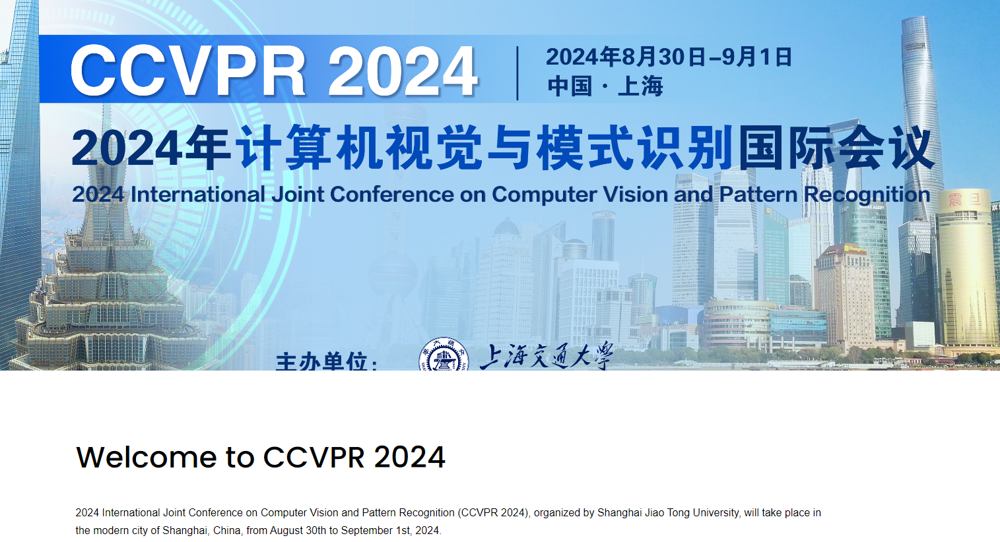 CCVPR 2024
2024年8月30日-9月1日
中国·上海
2024年计算机视觉与模式识别国际会议
2024 International Joint Conference on Computer Vision and Pattern Recognition
震旦
主办单位:
上海交通大學
Welcome to CCVPR 2024
2024 International Joint Conference on Computer Vision and Pattern Recognition (CCVPR 2024), organized by Shanghai Jiao Tong University, will take place in
the modern city of Shanghai, China, from August 30th to September 1st, 2024.